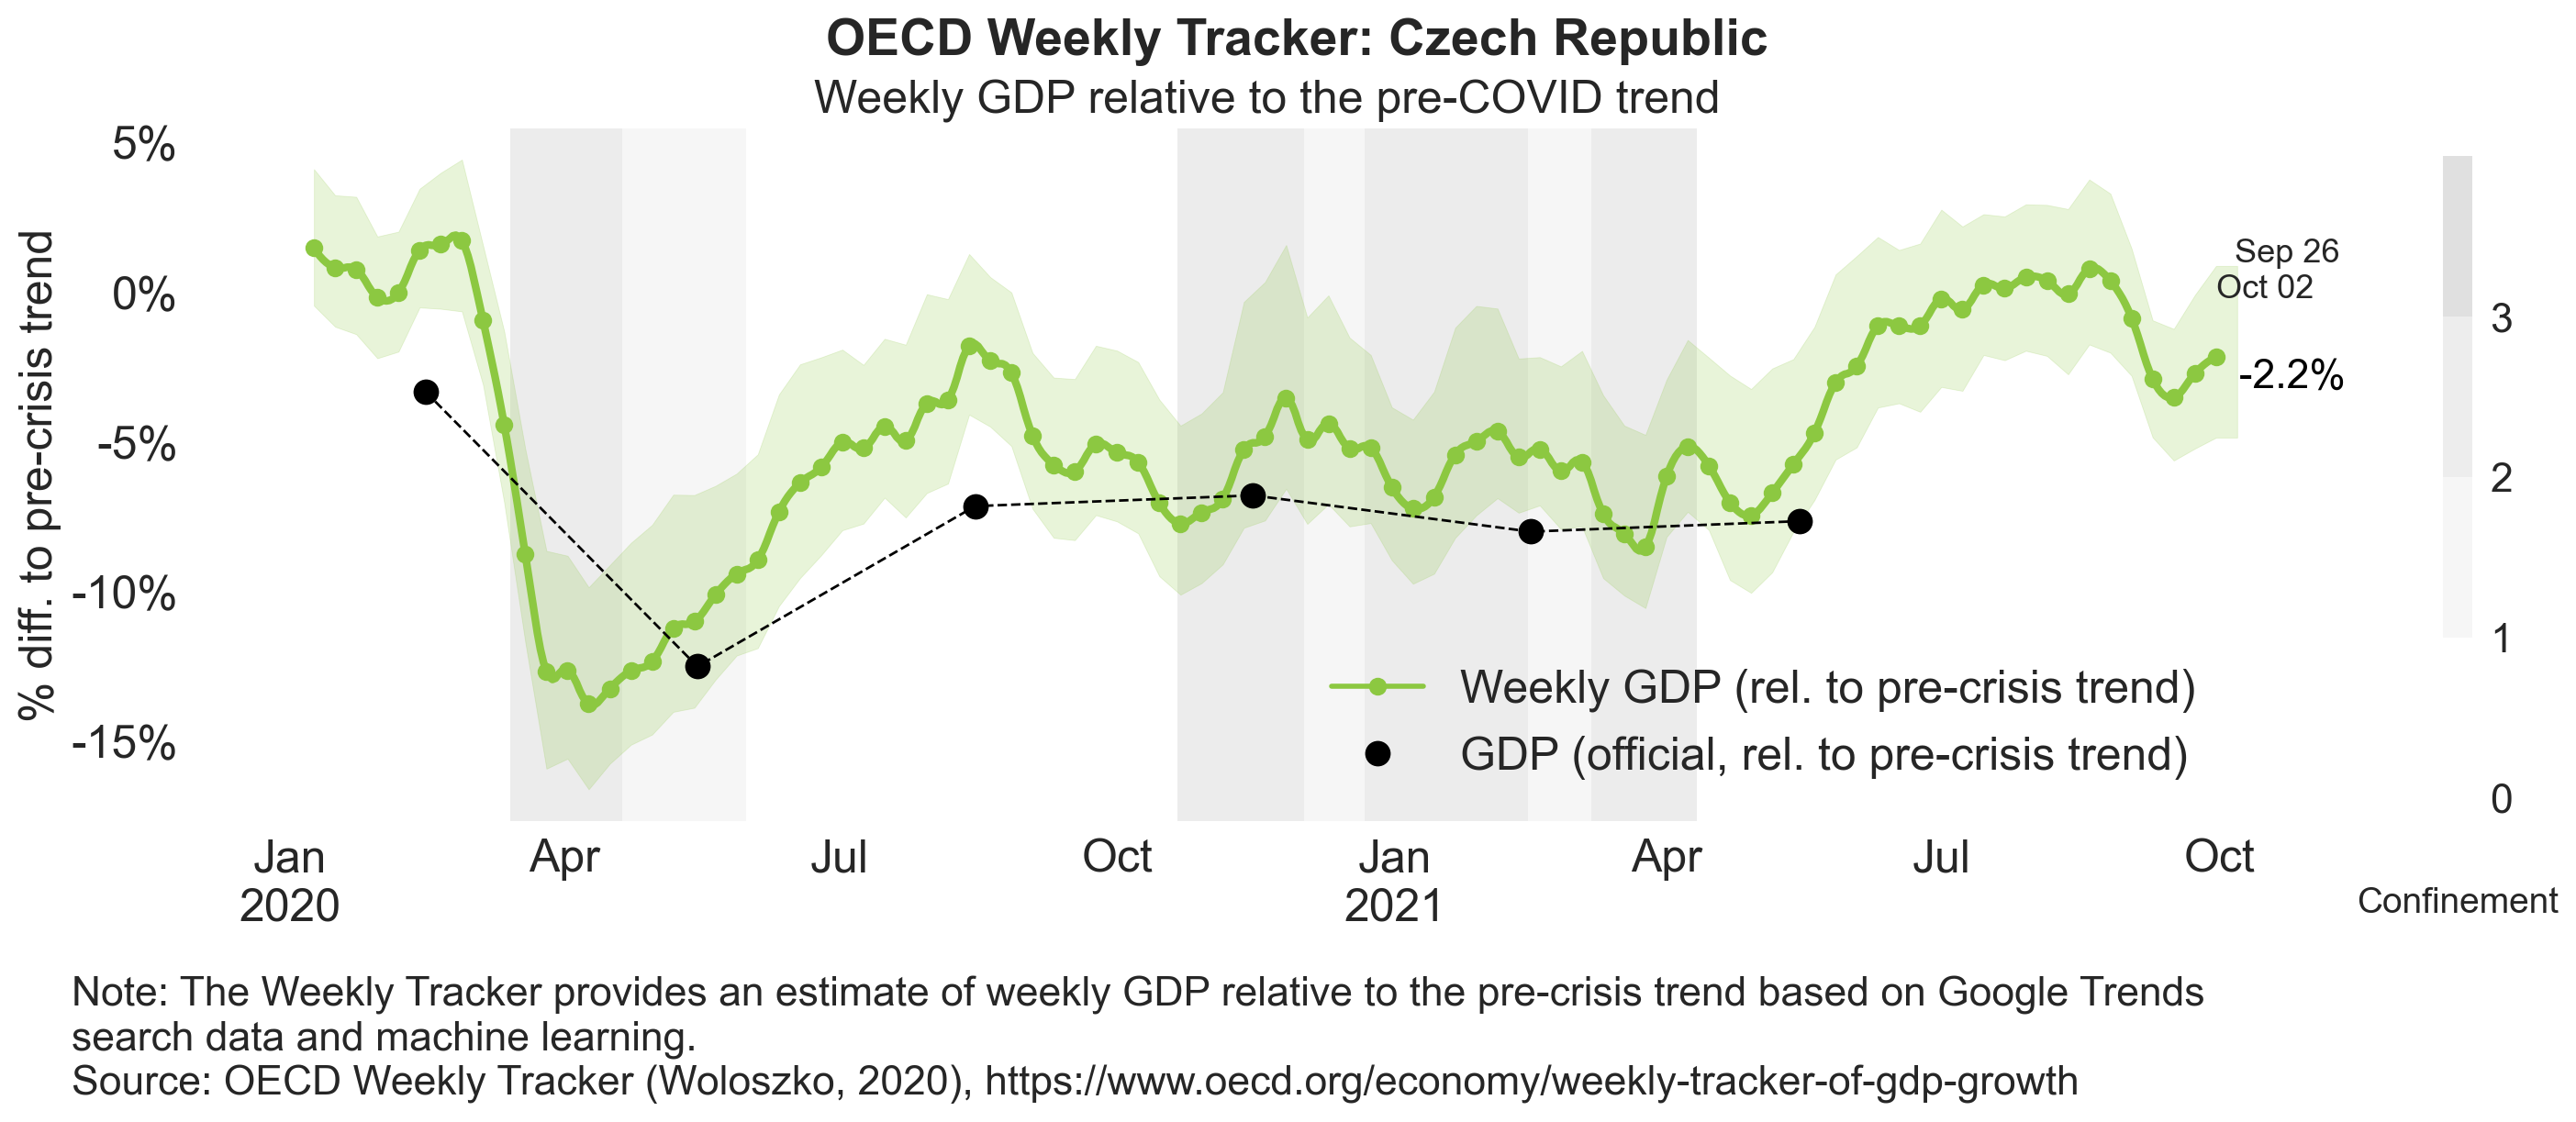 OECD Weekly Tracker: Czech Republic
Weekly GDP relative to the pre-COVID trend
% diff. to pre-crisis trend
5%
0%
-5%
-10%
-15%
Sep 26
Oct 02
-2.2%
Weekly GDP (rel. to pre-crisis trend)
GDP (official, rel. to pre-crisis trend)
3
2
1
0
Confinement
Jan Apr Jul Oct Jan Apr Jul Oct
2020 2021
Note: The Weekly Tracker provides an estimate of weekly GDP relative to the pre-crisis trend based on Google Trends
search data and machine learning.
Source: OECD Weekly Tracker (Woloszko, 2020), https://www.oecd.org/economy/weekly-tracker-of-gdp-growth